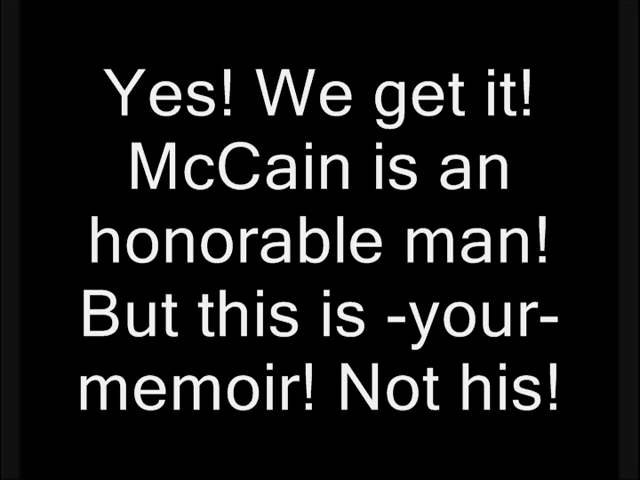 Yes! We get it!
McCain is an
honorable man!
But this is -your-
memoir! Not his!